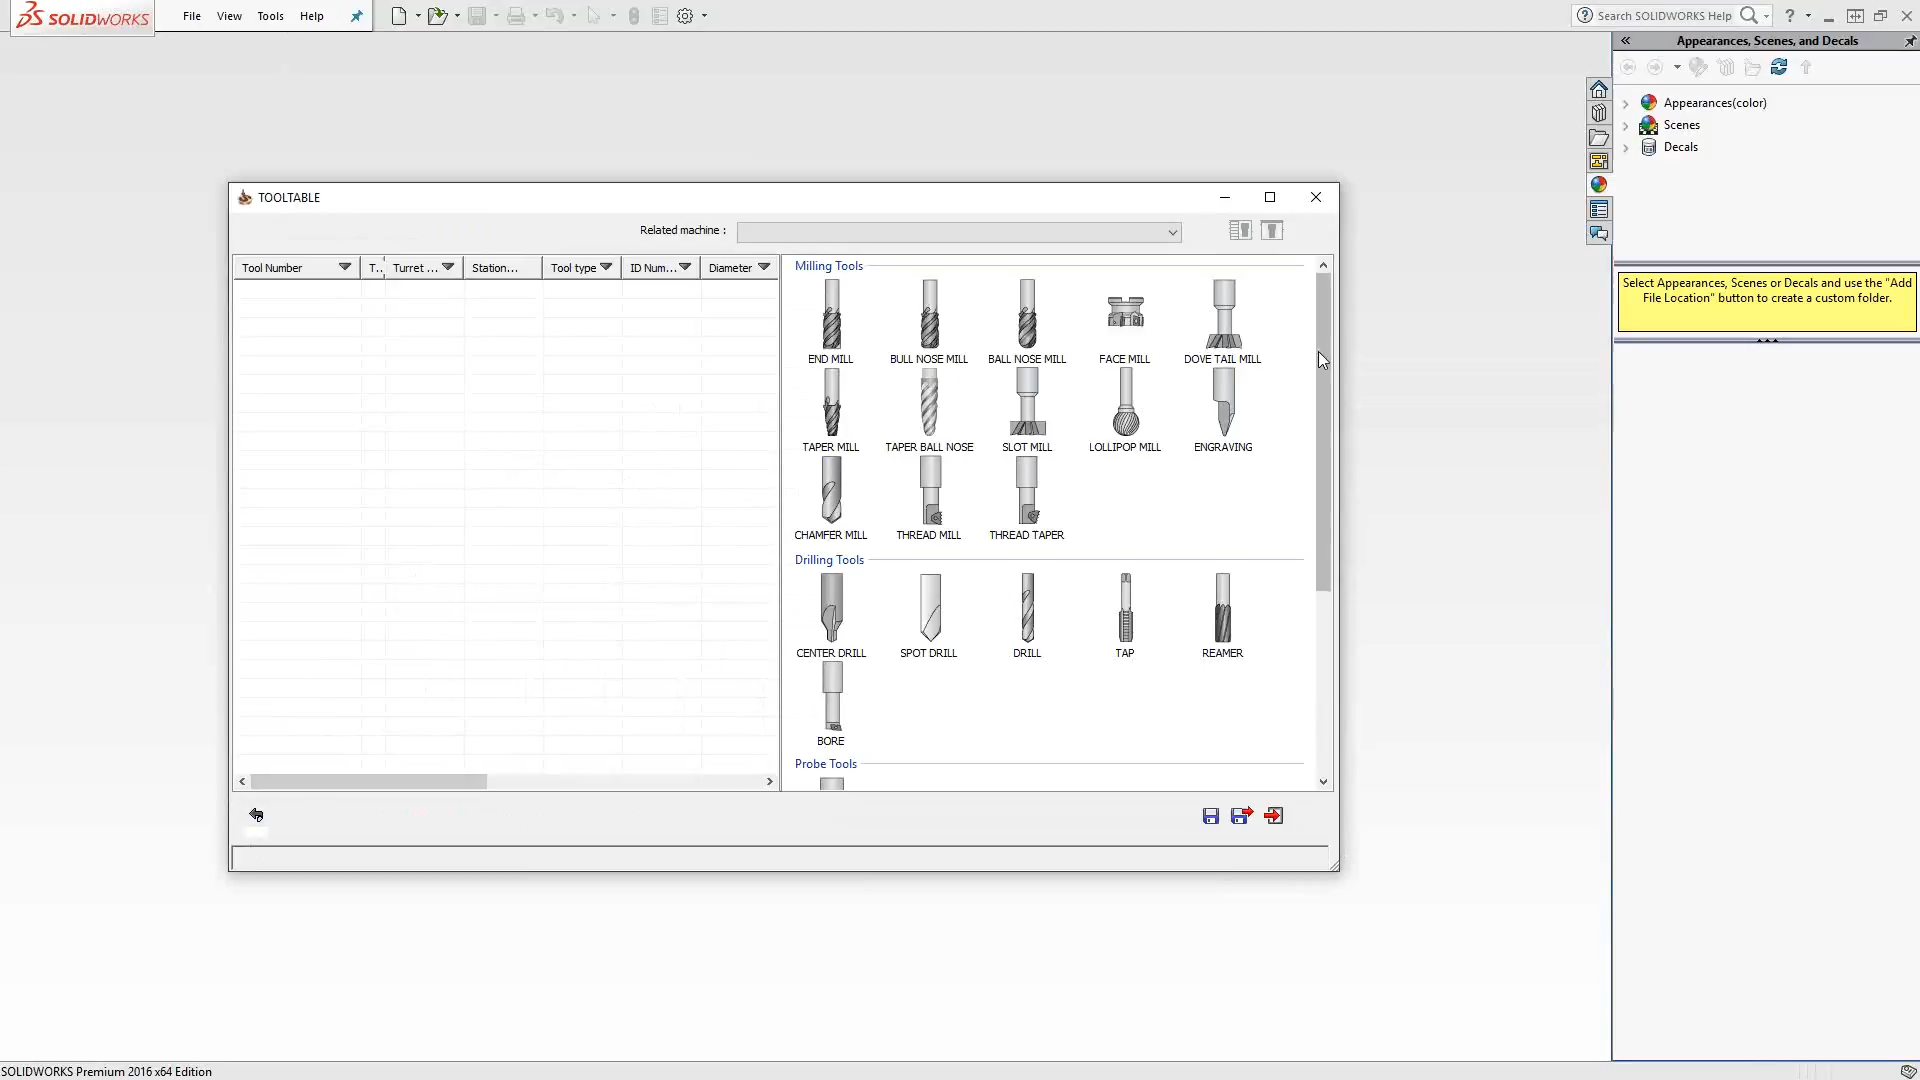 SOLIDWORKS
File View Tools Help
Search SOLIDWORKS Help
Appearances, Scenes, and Decals
Appearances(color)
Scenes
Decals
Select Appearances, Scenes or Decals and use the "Add
File Location" button to create a custom folder.
TOOLTABLE
Related machine :
Tool Number T.. Turret ... Station... Tool type ID Num... Diameter
Milling Tools
END MILL BULL NOSE MILL BALL NOSE MILL FACE MILL DOVE TAIL MILL
TAPER MILL TAPER BALL NOSE SLOT MILL LOLLIPOP MILL ENGRAVING
CHAMFER MILL THREAD MILL THREAD TAPER
Drilling Tools
CENTER DRILL SPOT DRILL DRILL TAP REAMER
BORE
Probe Tools
SOLIDWORKS Premium 2016 x64 Edition